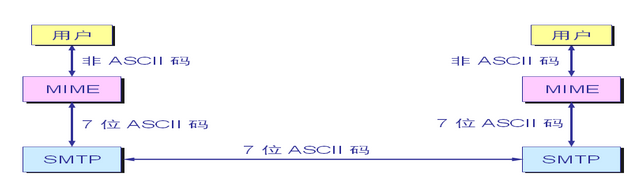 用户 用户
非 ASCII 码 非 ASCII 码
MIME MIME
7 位 ASCII 码 7 位 ASCII 码
7 位 ASCII 码
SMTP SMTP